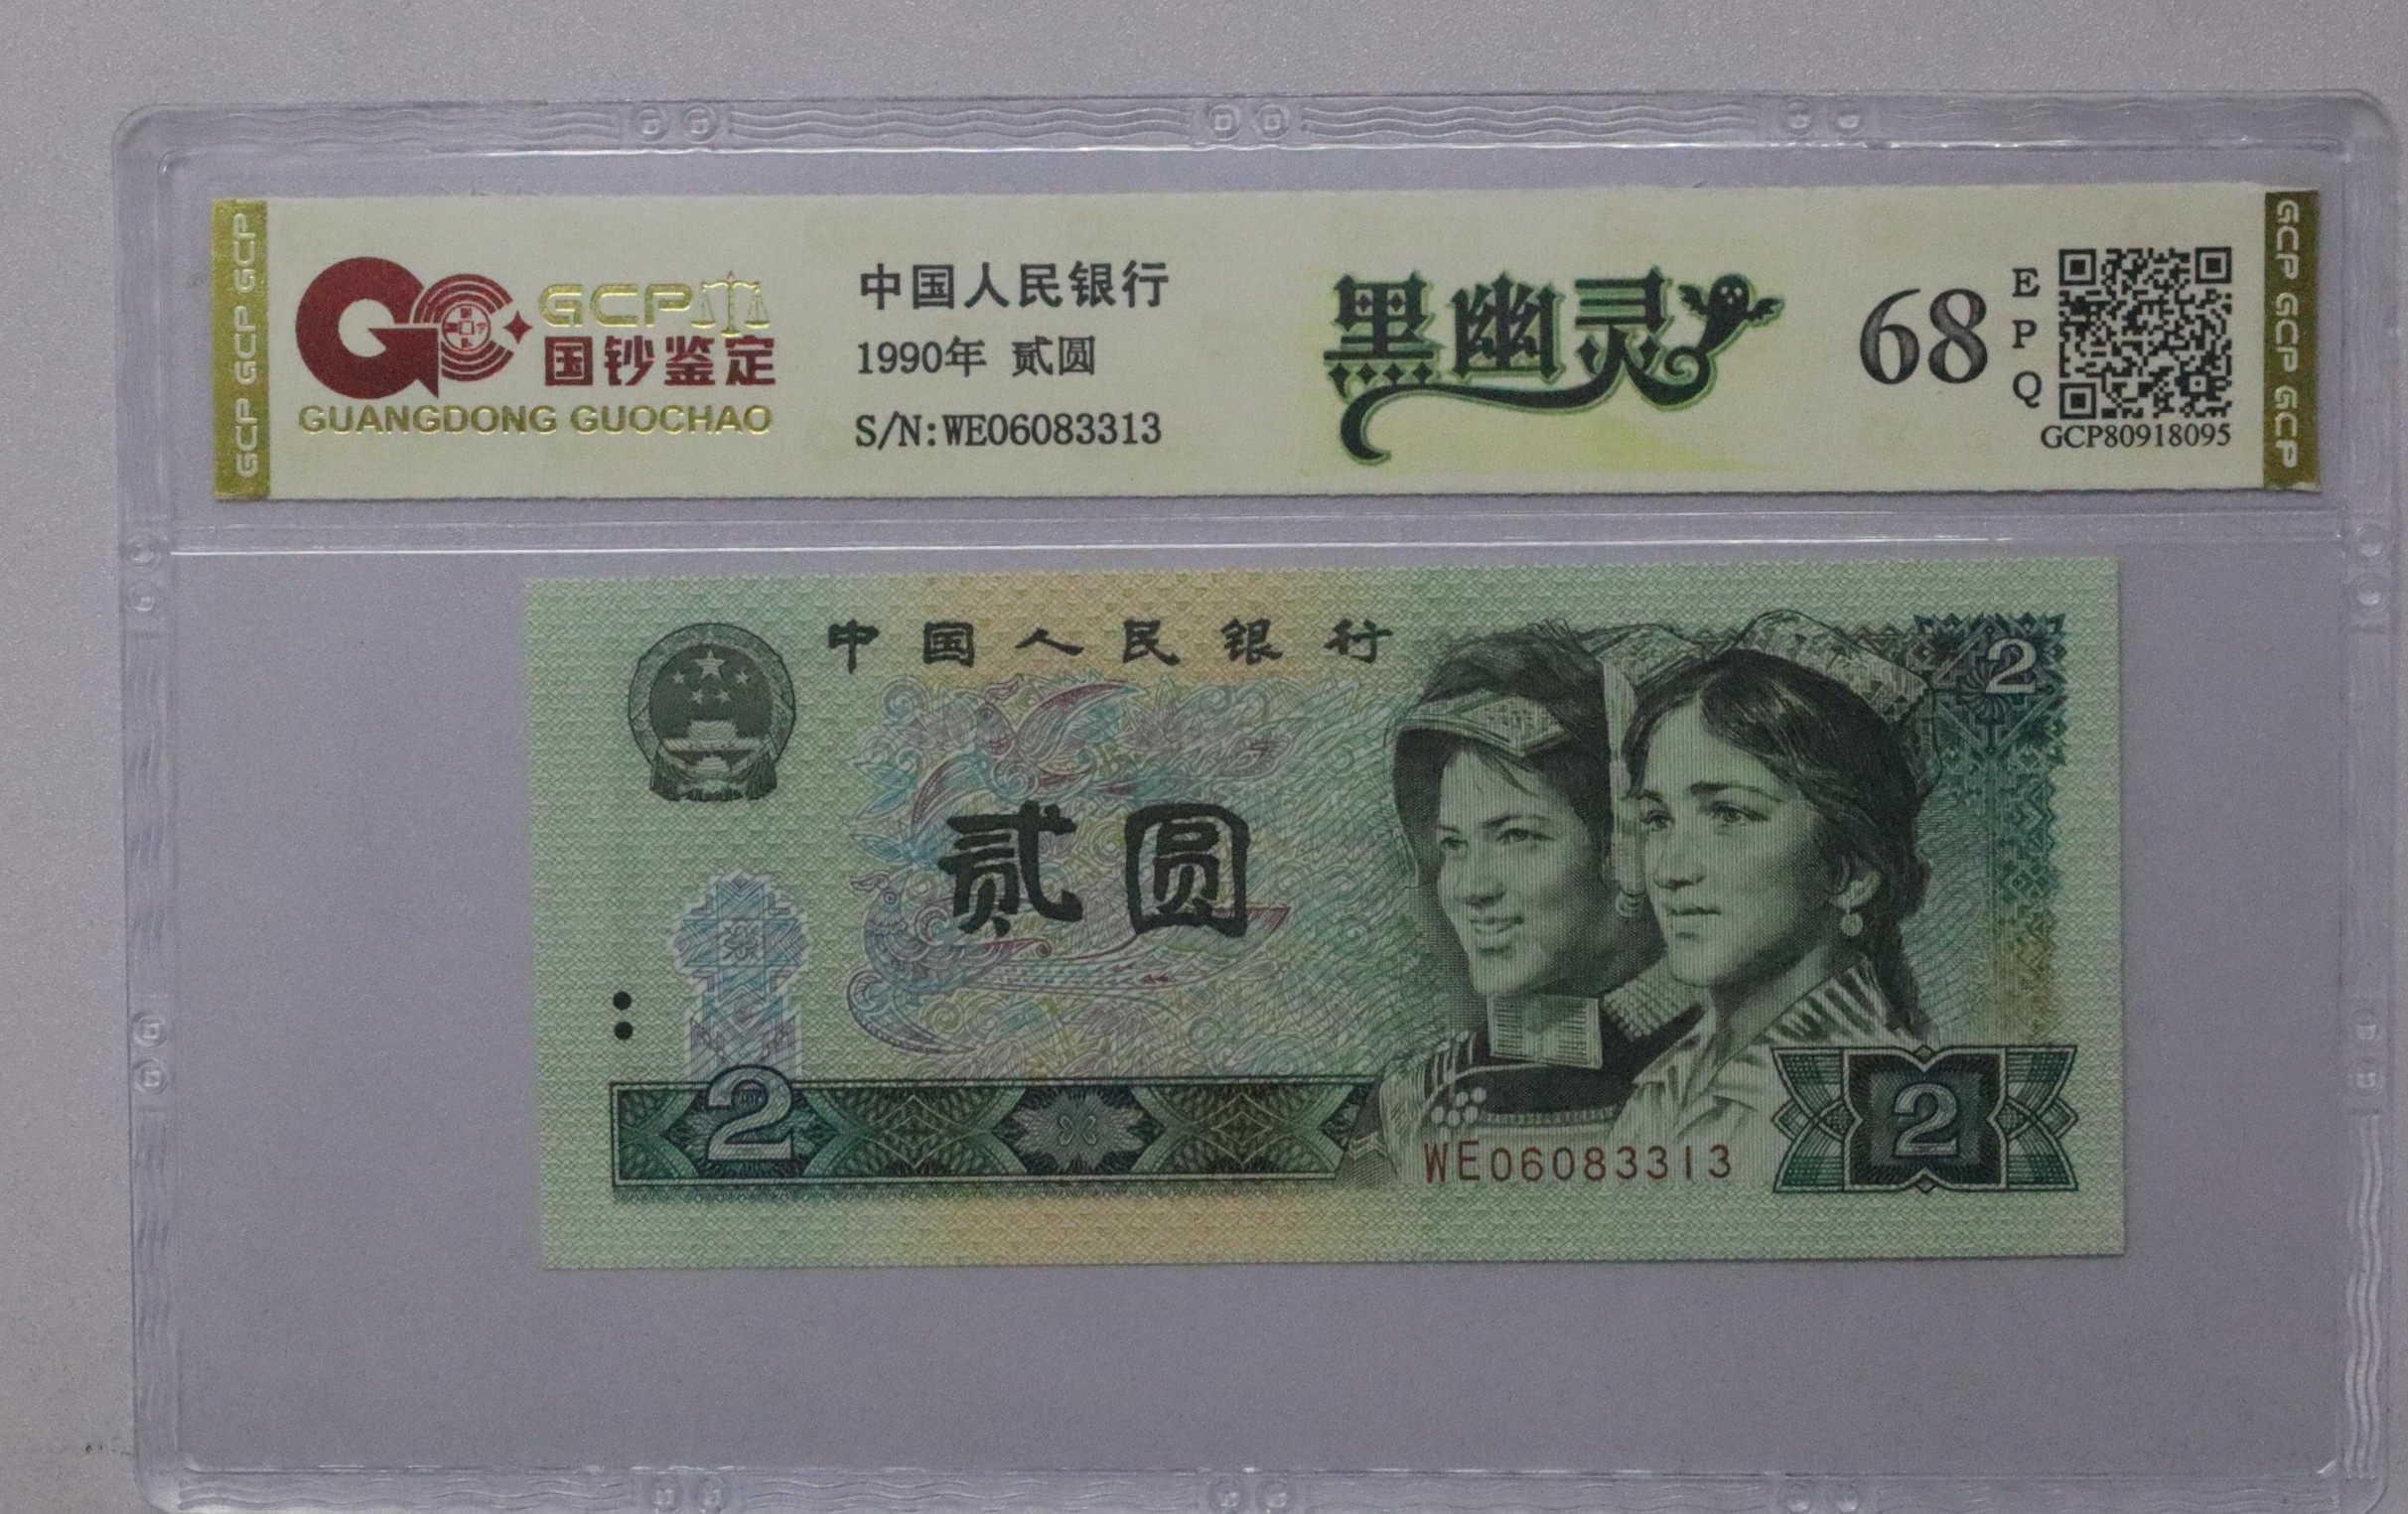 GCP GCP GCP
GCP
国钞鉴定
GUANGDONG GUOCHAO
中国人民银行
1990年 贰圆
S/N:WE06083313
黑幽灵
68
EPQ
GCP80918095
GCP GCP GCP
中国人民银行
2
贰圆
2
WE06083313
2